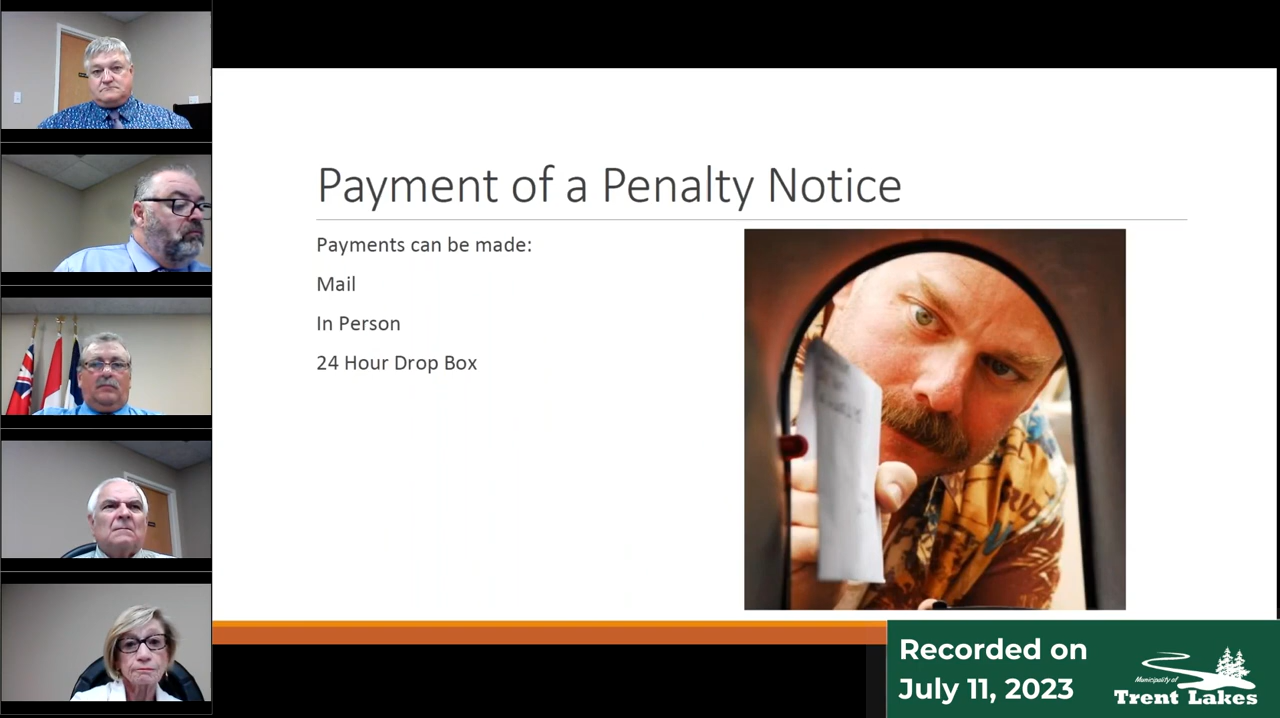 Payment of a Penalty Notice
Payments can be made:
Mail
In Person
24 Hour Drop Box
Recorded on
July 11, 2023
Municipality of
Trent Lakes